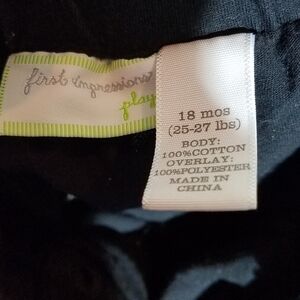 first impressions
play
18 mos
(25-27 lbs)
BODY:
100%COTTON
OVERLAY:
100%POLYESTER
MADE IN
CHINA